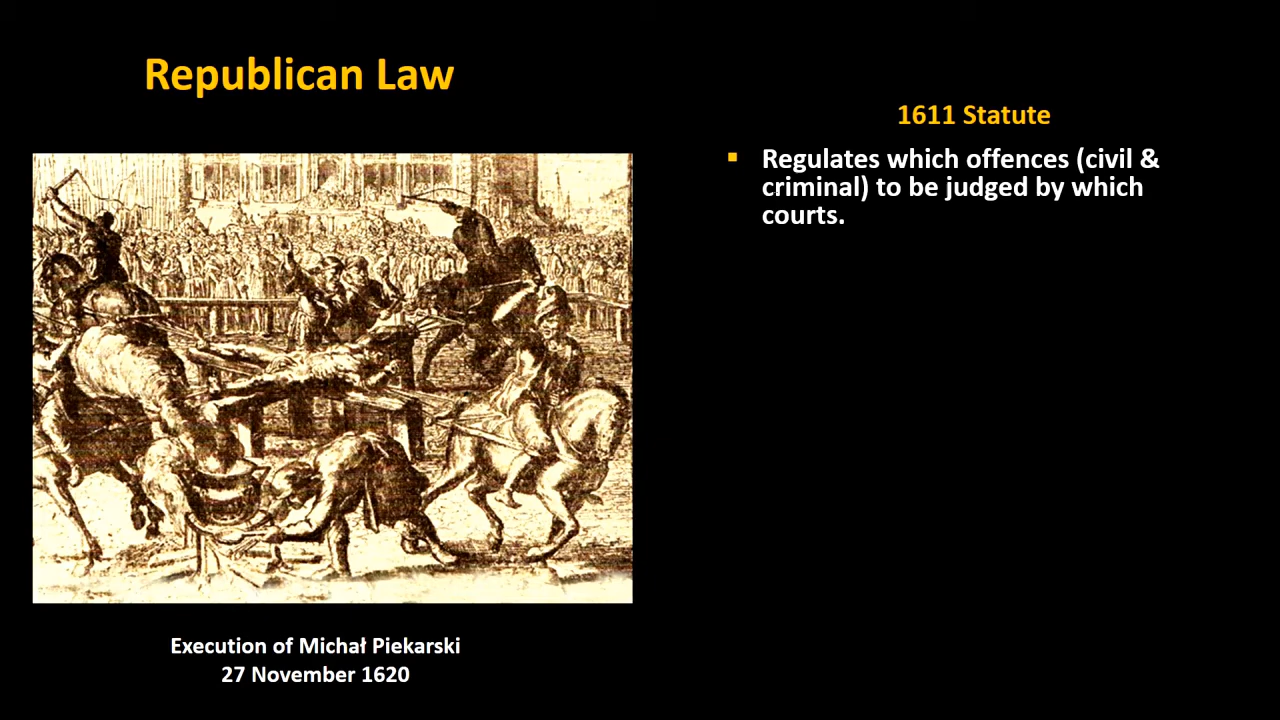 Republican Law
1611 Statute
Regulates which offences (civil &
criminal) to be judged by which
courts.
Execution of Michał Piekarski
27 November 1620